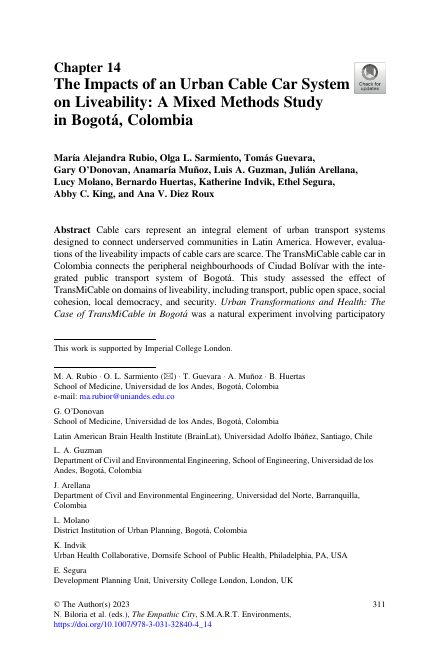 Chapter 14
The Impacts of an Urban Cable Car System
on Liveability: A Mixed Methods Study
in Bogotá, Colombia
Check for
updates
María Alejandra Rubio, Olga L. Sarmiento, Tomás Guevara,
Gary O'Donovan, Anamaría Muñoz, Luis A. Guzman, Julián Arellana,
Lucy Molano, Bernardo Huertas, Katherine Indvik, Ethel Segura,
Abby C. King, and Ana V. Diez Roux
Abstract Cable cars represent an integral element of urban transport systems
designed to connect underserved communities in Latin America. However, evalua-
tions of the liveability impacts of cable cars are scarce. The TransMiCable cable car in
Colombia connects the peripheral neighbourhoods of Ciudad Bolívar with the inte-
grated public transport system of Bogotá. This study assessed the effect of
TransMiCable on domains of liveability, including transport, public open space, social
cohesion, local democracy, and security. Urban Transformations and Health: The
Case of TransMiCable in Bogotá was a natural experiment involving participatory
This work is supported by Imperial College London.
M. A. Rubio · O. L. Sarmiento (✉) · T. Guevara · A. Muñoz · B. Huertas
School of Medicine, Universidad de los Andes, Bogotá, Colombia
e-mail: ma.rubior@uniandes.edu.co
G. O'Donovan
School of Medicine, Universidad de los Andes, Bogotá, Colombia
Latin American Brain Health Institute (BrainLat), Universidad Adolfo Ibáñez, Santiago, Chile
L. A. Guzman
Department of Civil and Environmental Engineering, School of Engineering, Universidad de los
Andes, Bogotá, Colombia
J. Arellana
Department of Civil and Environmental Engineering, Universidad del Norte, Barranquilla,
Colombia
L. Molano
District Institution of Urban Planning, Bogotá, Colombia
K. Indvik
Urban Health Collaborative, Dornsife School of Public Health, Philadelphia, PA, USA
E. Segura
Development Planning Unit, University College London, London, UK
© The Author(s) 2023
311
N. Biloria et al. (eds.), The Empathic City, S.M.A.R.T. Environments,
https://doi.org/10.1007/978-3-031-32840-4_14